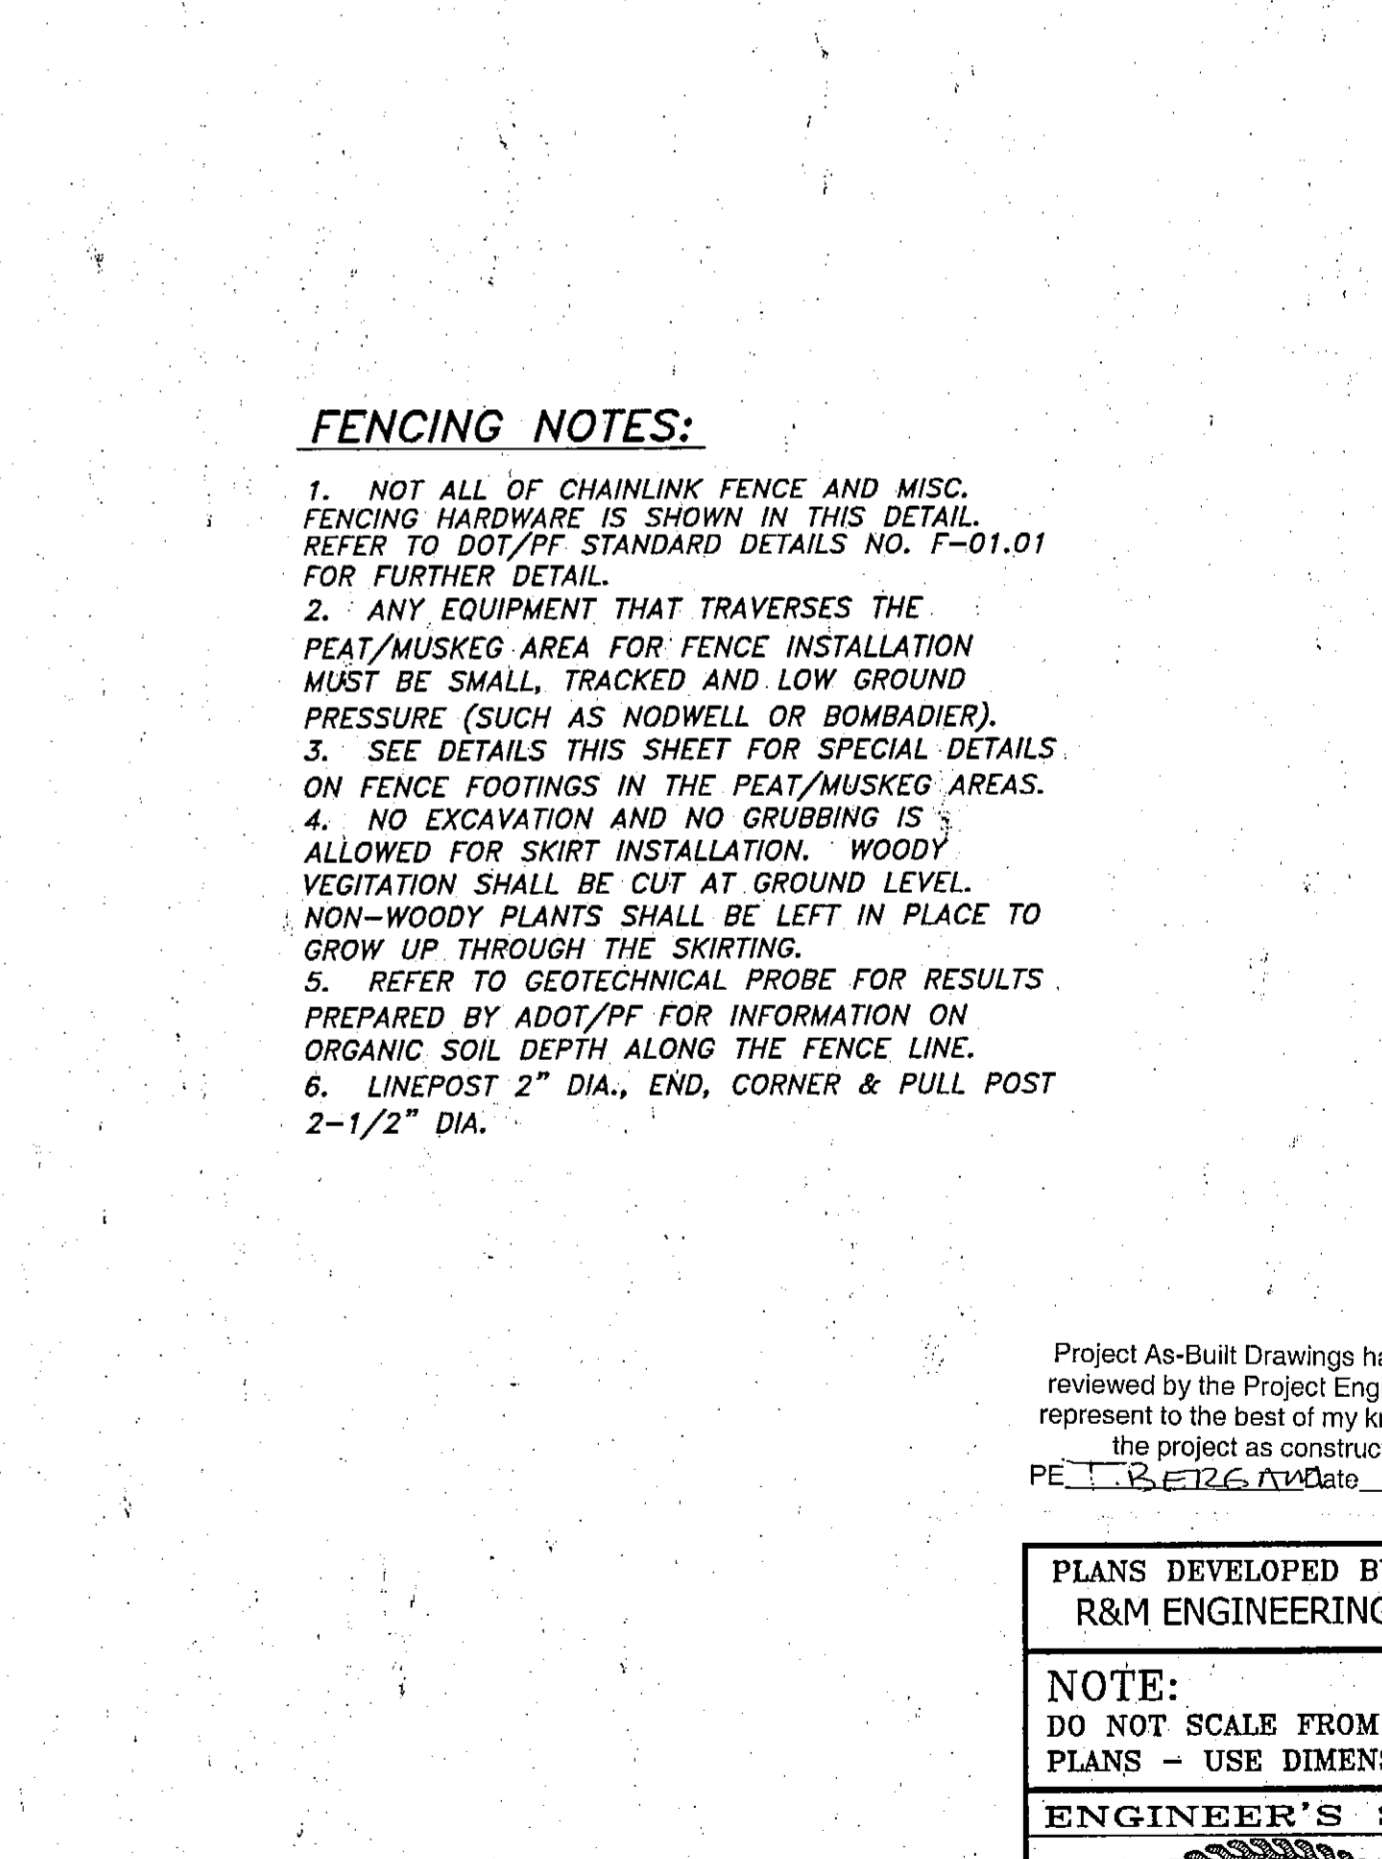 FENCING NOTES:
1. NOT ALL OF CHAINLINK FENCE AND MISC.
FENCING HARDWARE IS SHOWN IN THIS DETAIL.
REFER TO DOT/PF STANDARD DETAILS NO. F-01.01
FOR FURTHER DETAIL.
2. ANY EQUIPMENT THAT TRAVERSES THE
PEAT/MUSKEG AREA FOR FENCE INSTALLATION
MUST BE SMALL, TRACKED AND LOW GROUND
PRESSURE (SUCH AS NODWELL OR BOMBADIER).
3. SEE DETAILS THIS SHEET FOR SPECIAL DETAILS
ON FENCE FOOTINGS IN THE PEAT/MUSKEG AREAS.
4. NO EXCAVATION AND NO GRUBBING IS
ALLOWED FOR SKIRT INSTALLATION. WOODY
VEGITATION SHALL BE CUT AT GROUND LEVEL.
NON-WOODY PLANTS SHALL BE LEFT IN PLACE TO
GROW UP THROUGH THE SKIRTING.
5. REFER TO GEOTECHNICAL PROBE FOR RESULTS
PREPARED BY ADOT/PF FOR INFORMATION ON
ORGANIC SOIL DEPTH ALONG THE FENCE LINE.
6. LINEPOST 2" DIA., END, CORNER & PULL POST
2-1/2" DIA.
Project As-Built Drawings ha
reviewed by the Project Eng
represent to the best of my k
the project as construc
PE T. BERGAN Date
PLANS DEVELOPED B
R&M ENGINEERING
NOTE:
DO NOT SCALE FROM
PLANS - USE DIMEN
ENGINEER'S